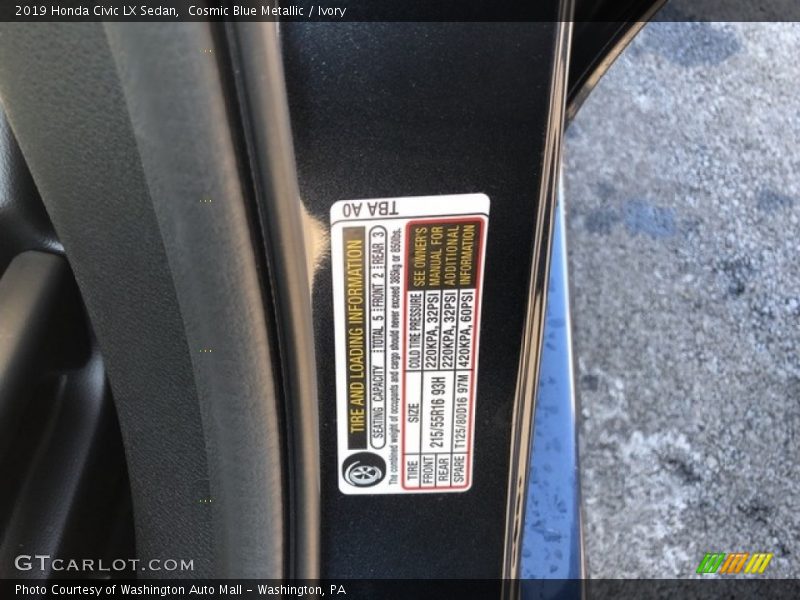 2019 Honda Civic LX Sedan, Cosmic Blue Metallic / Ivory
TBA A0
TIRE AND LOADING INFORMATION
SEATING CAPACITY TOTAL 5 FRONT 2 REAR 3
The combined weight of occupants and cargo should never exceed 385kg or 850lbs.
TIRE SIZE COLD TIRE PRESSURE
FRONT 215/55R16 93H 220KPA, 32PSI
REAR 220KPA, 32PSI
SPARE T125/80D16 97M 420KPA, 60PSI
SEE OWNER'S
MANUAL FOR
ADDITIONAL
INFORMATION
GTCARLOT.COM
Photo Courtesy of Washington Auto Mall - Washington, PA